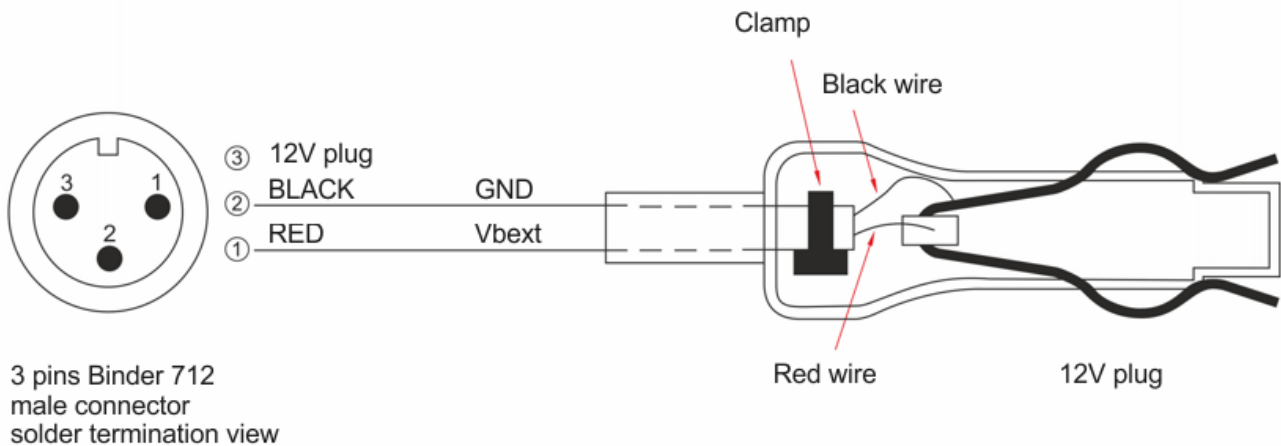 Clamp
Black wire
③ 12V plug
② BLACK GND
① RED Vbext
3 1
2
Red wire 12V plug
3 pins Binder 712
male connector
solder termination view